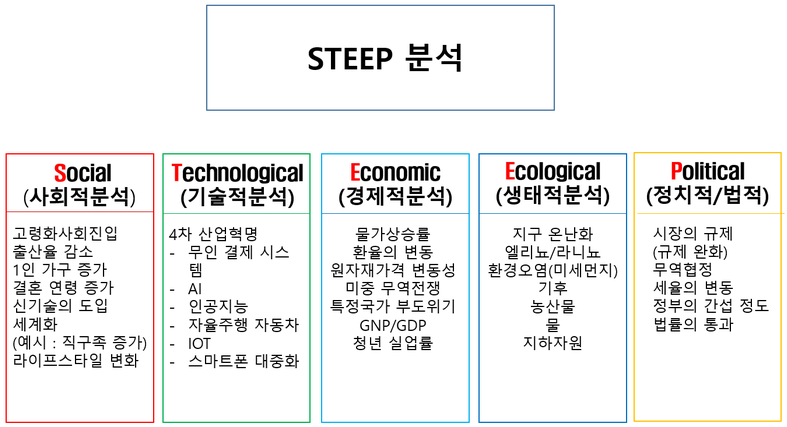 STEEP 분석
Social
(사회적분석)
고령화사회진입
출산율 감소
1인 가구 증가
결혼 연령 증가
신기술의 도입
세계화
(예시 : 직구족 증가)
라이프스타일 변화
Technological
(기술적분석)
4차 산업혁명
- 무인 결제 시스
템
- AI
- 인공지능
- 자율주행 자동차
- IOT
- 스마트폰 대중화
Economic
(경제적분석)
물가상승률
환율의 변동
원자재가격 변동성
미중 무역전쟁
특정국가 부도위기
GNP/GDP
청년 실업률
Ecological
(생태적분석)
지구 온난화
엘리뇨/라니뇨
환경오염(미세먼지)
기후
농산물
물
지하자원
Political
(정치적/법적)
시장의 규제
(규제 완화)
무역협정
세율의 변동
정부의 간섭 정도
법률의 통과